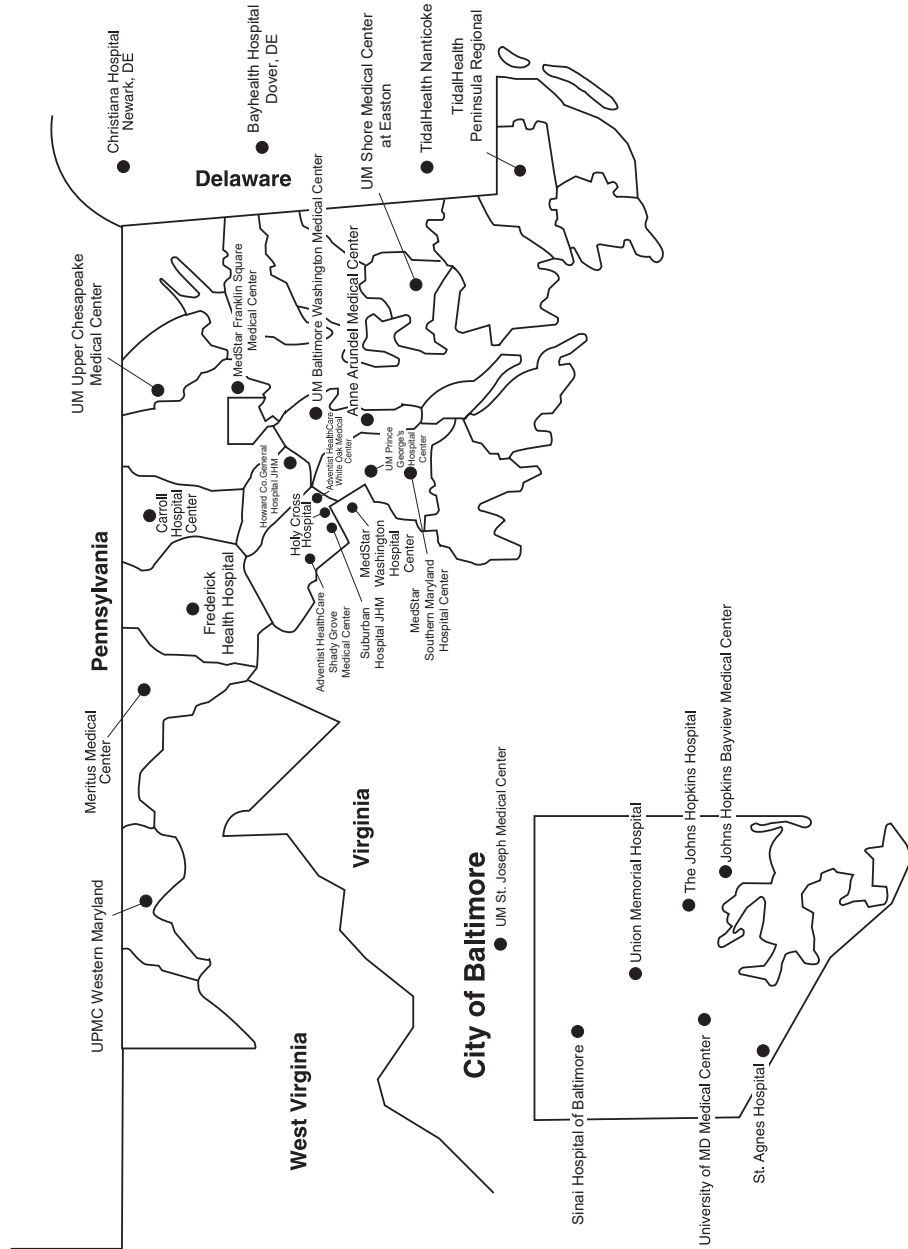 Pennsylvania
UPMC Western Maryland
Meritus Medical
Center
Frederick
Health Hospital
Carroll
Hospital
Center
UM Upper Chesapeake
Medical Center
MedStar Franklin Square
Medical Center
Christiana Hospital
Newark, DE
Bayhealth Hospital
Dover, DE
Delaware
Howard Co. General
Hospital JHM
Holy Cross
Hospital
Adventist HealthCare
White Oak Medical
Center
UM Baltimore Washington Medical Center
Anne Arundel Medical Center
UM Prince
George's
Hospital
Center
UM Shore Medical Center
at Easton
TidalHealth Nanticoke
TidalHealth
Peninsula Regional
Adventist HealthCare
Shady Grove
Medical Center
Suburban
Hospital JHM
MedStar
Washington
Hospital
Center
MedStar
Southern Maryland
Hospital Center
West Virginia
Virginia
City of Baltimore
UM St. Joseph Medical Center
Sinai Hospital of Baltimore
Union Memorial Hospital
The Johns Hopkins Hospital
University of MD Medical Center
Johns Hopkins Bayview Medical Center
St. Agnes Hospital